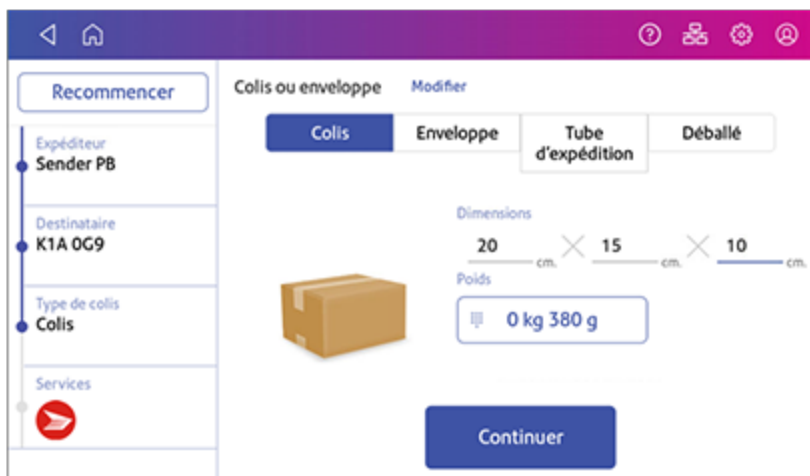 Recommencer
Expéditeur
Sender PB
Destinataire
K1A 0G9
Type de colis
Colis
Services
Colis ou enveloppe Modifier
Colis Enveloppe Tube d'expédition Déballé
Dimensions
20 cm. 15 cm. 10 cm.
Poids
0 kg 380 g
Continuer